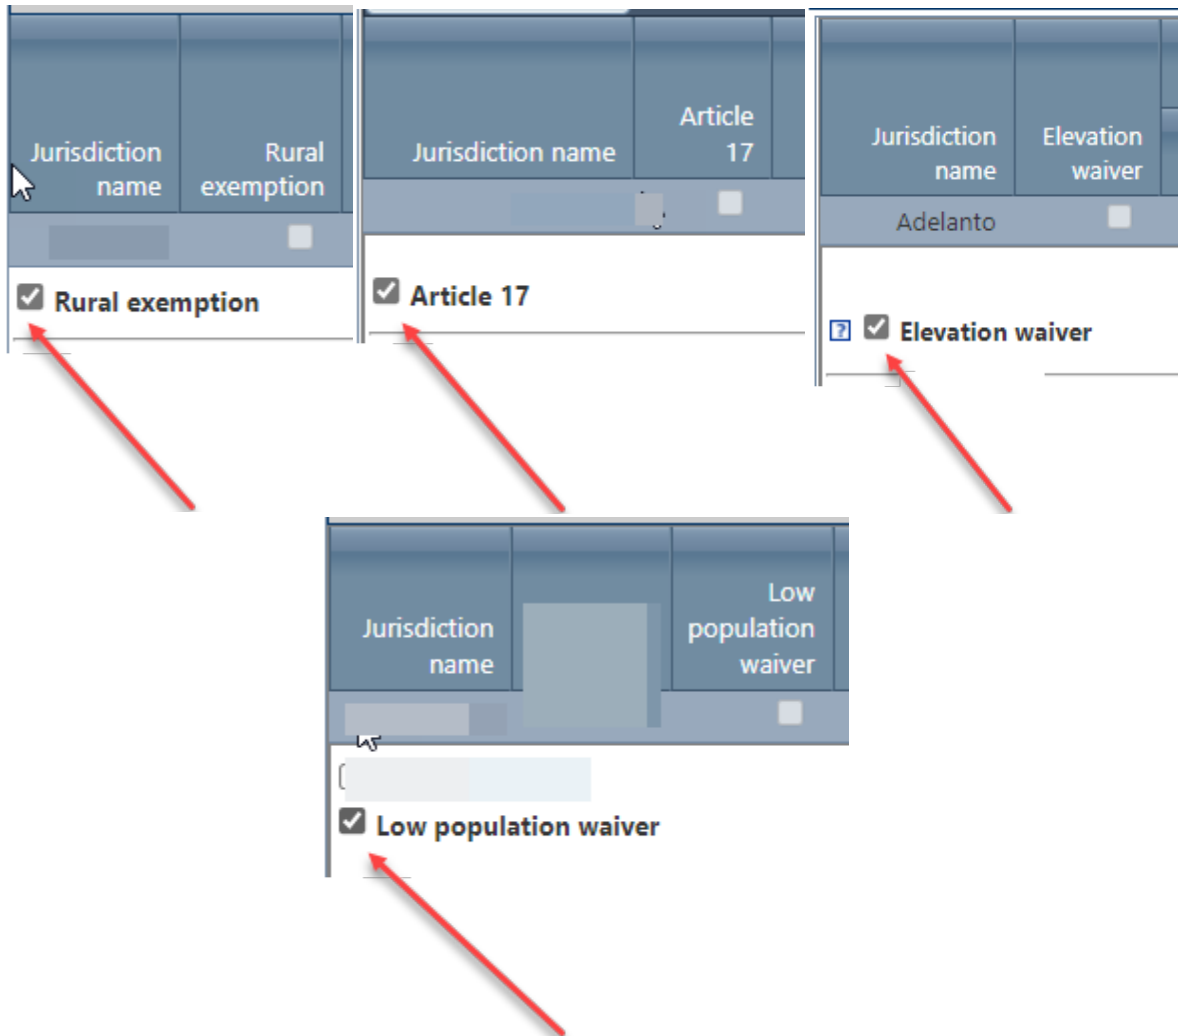 Jurisdiction
name
Rural
exemption
Rural exemption
Jurisdiction name
Article
17
Article 17
Jurisdiction
name
Elevation
waiver
Adelanto
? Elevation waiver
Jurisdiction
name
Low
population
waiver
Low population waiver